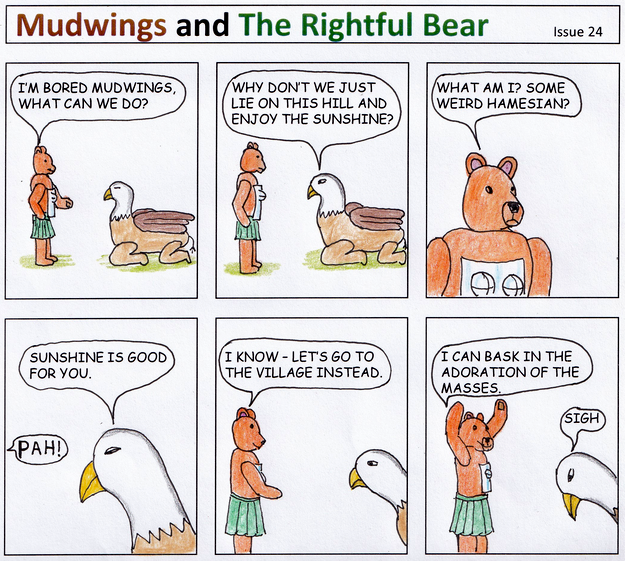 Mudwings and The Rightful Bear
Issue 24
I'M BORED MUDWINGS,
WHAT CAN WE DO?
WHY DON'T WE JUST
LIE ON THIS HILL AND
ENJOY THE SUNSHINE?
WHAT AM I? SOME
WEIRD HAMESIAN?
SUNSHINE IS GOOD
FOR YOU.
PAH!
I KNOW - LET'S GO TO
THE VILLAGE INSTEAD.
I CAN BASK IN THE
ADORATION OF THE
MASSES.
SIGH